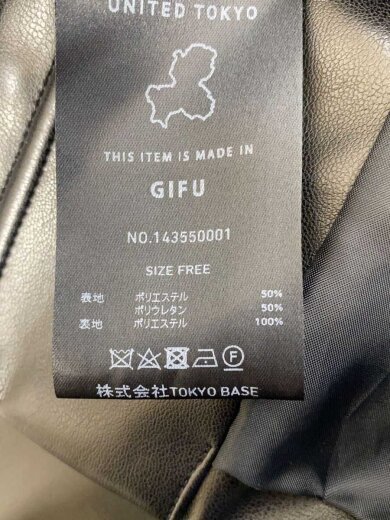 UNITED TOKYO
THIS ITEM IS MADE IN
GIFU
NO.143550001
SIZE FREE
表地 ポリエステル 50%
ポリウレタン 50%
裏地 ポリエステル 100%
F
株式会社TOKYO BASE